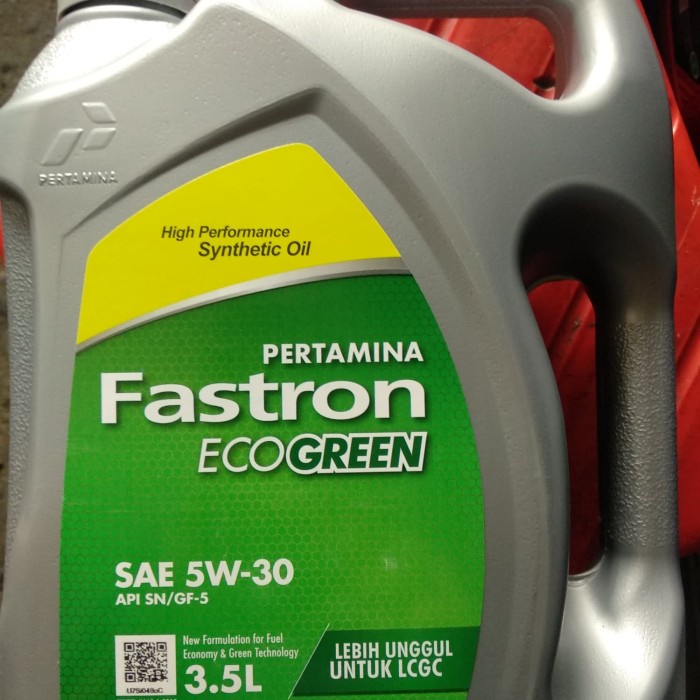 PERTAMINA
High Performance
Synthetic Oil
PERTAMINA
Fastron
ECOGREEN
SAE 5W-30
API SN/GF-5
New Formulation for Fuel
Economy & Green Technology
3.5L
LEBIH UNGGUL
UNTUK LCGC